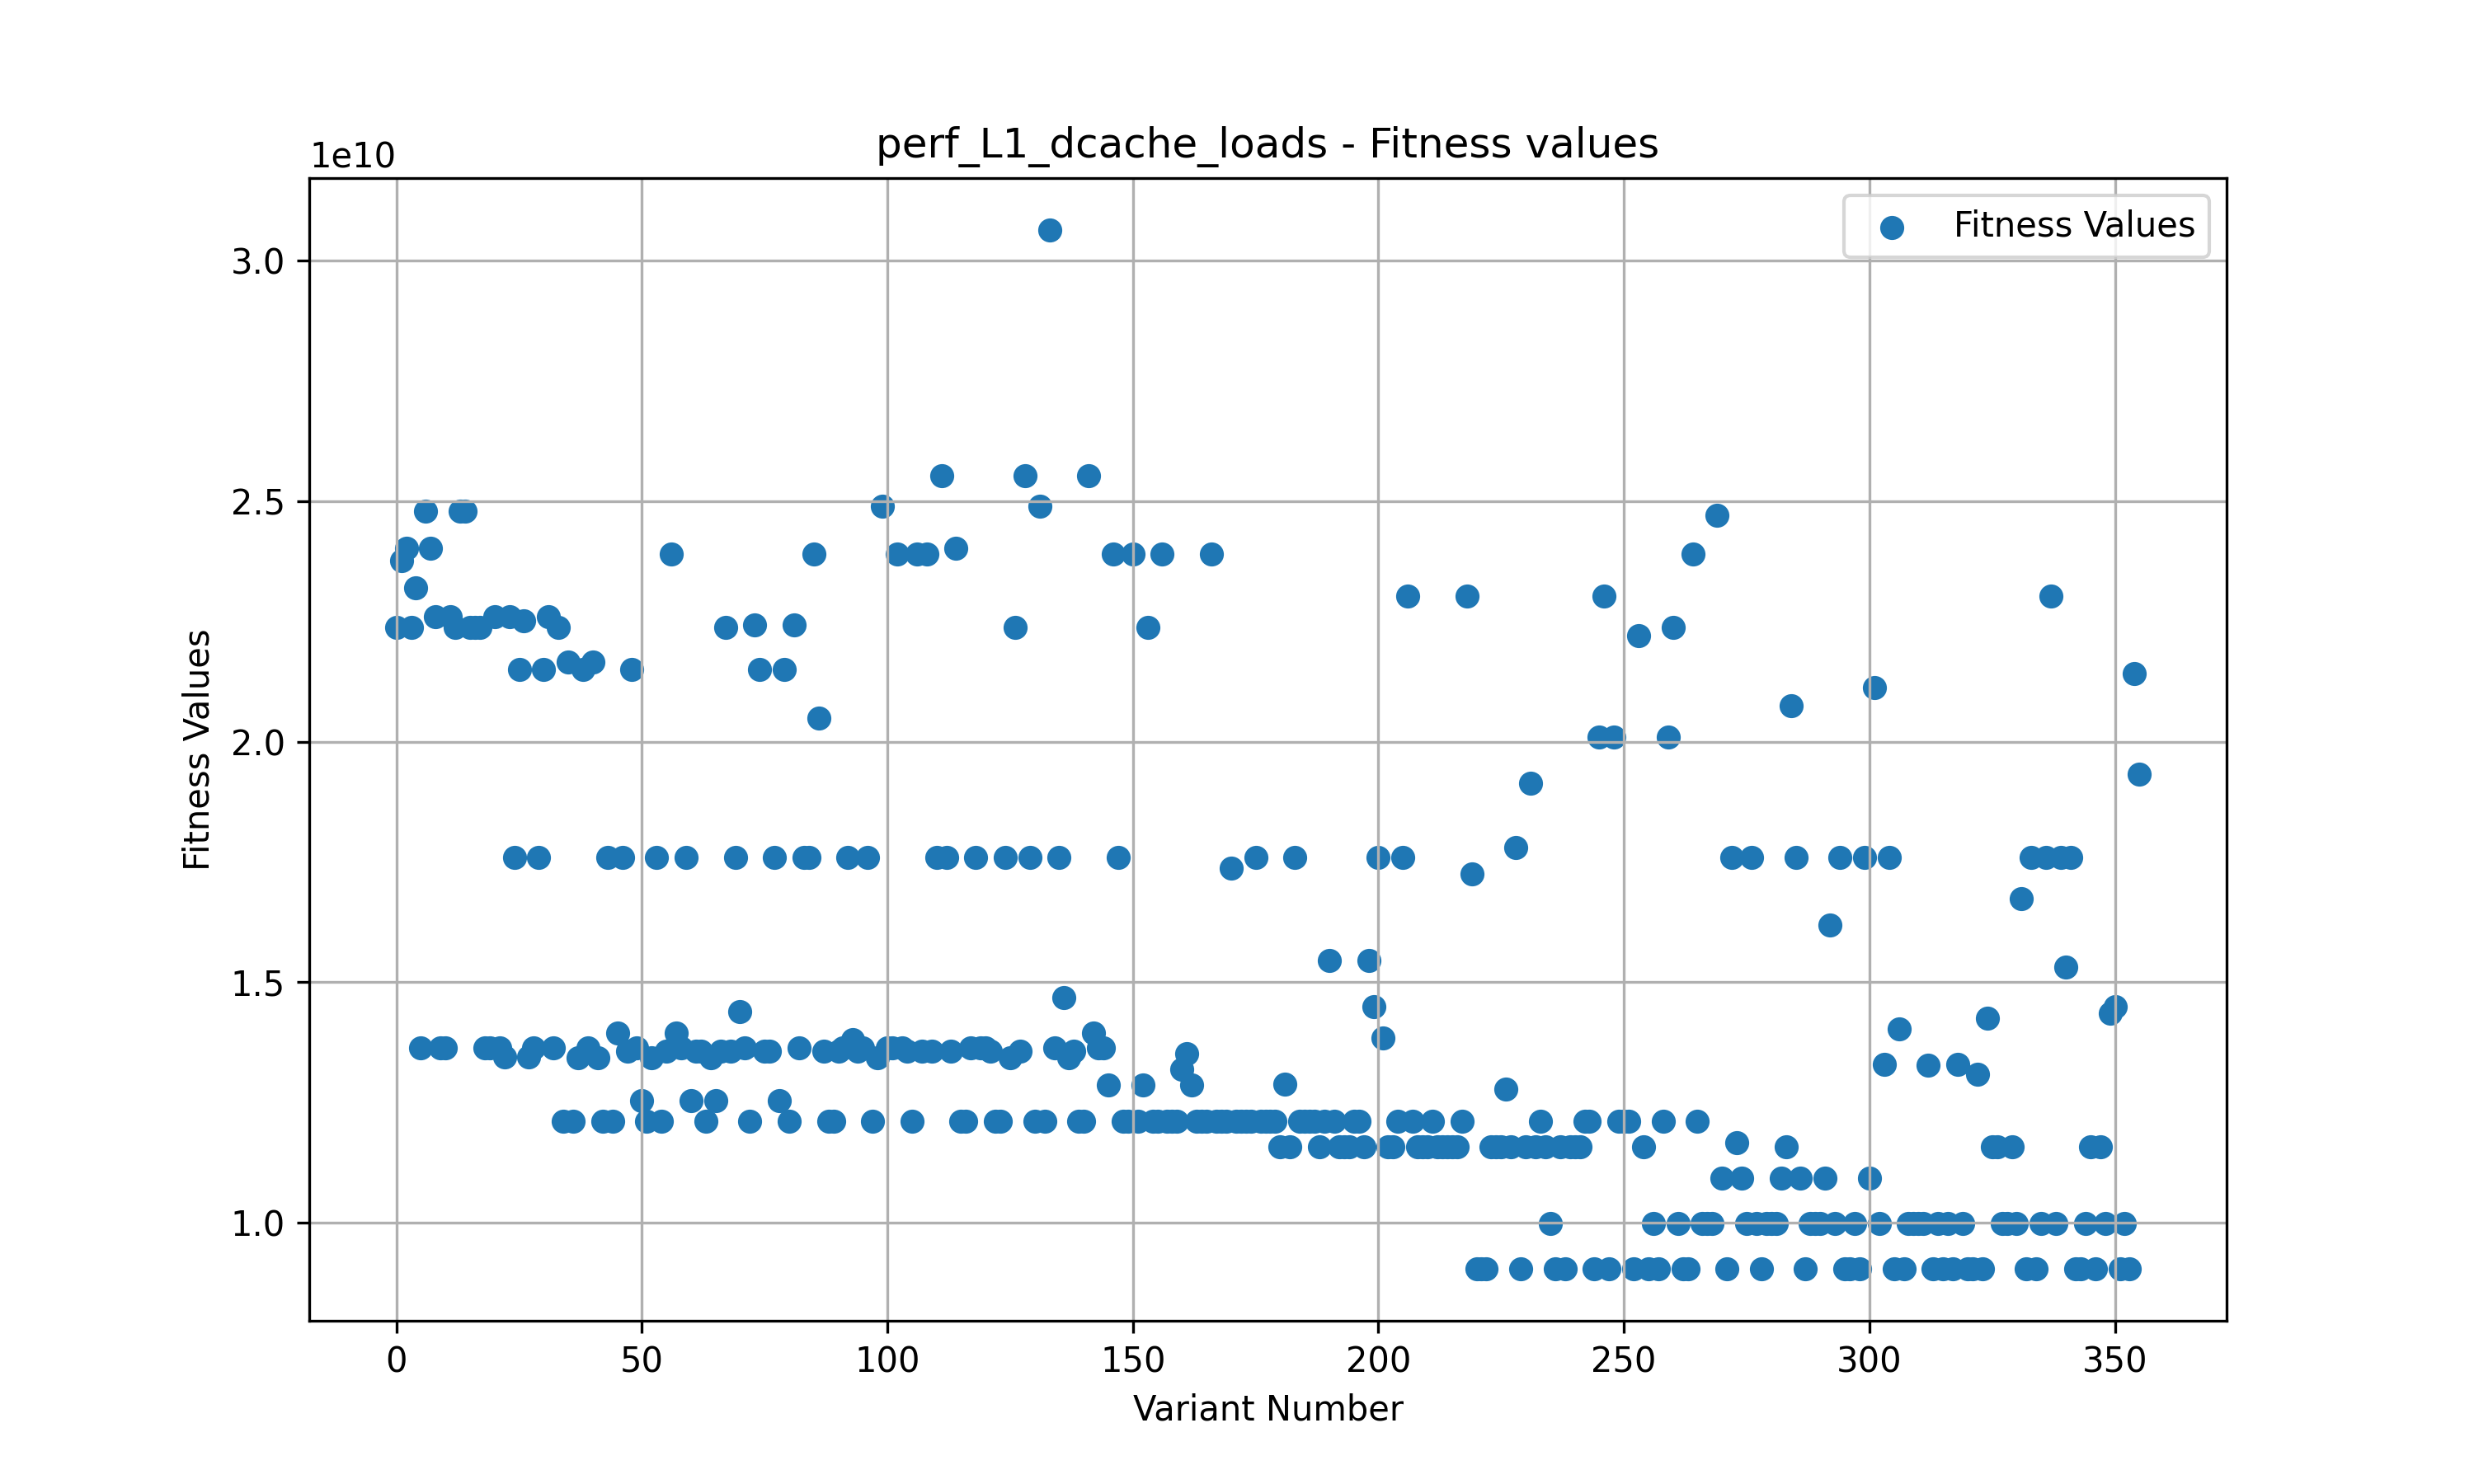 perf_L1_dcache_loads - Fitness values
1e10
Fitness Values
3.0
2.5
2.0
1.5
1.0
Fitness Values
0 50 100 150 200 250 300 350
Variant Number